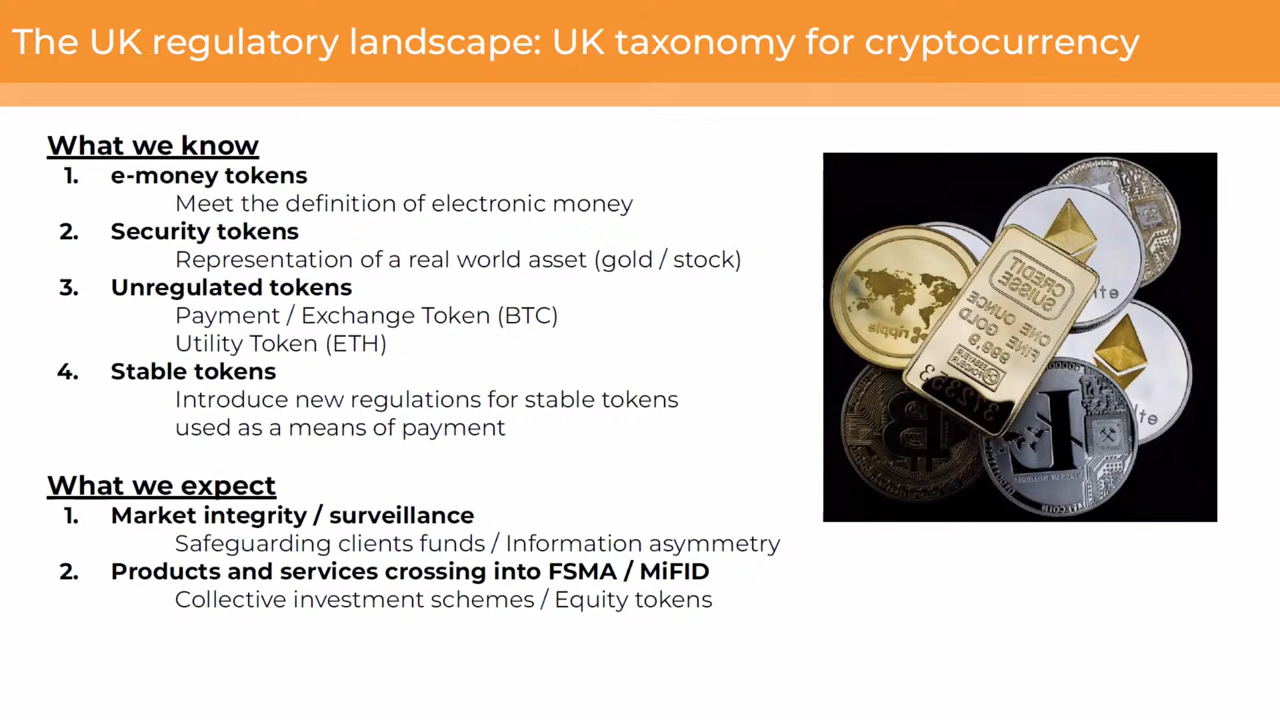 The UK regulatory landscape: UK taxonomy for cryptocurrency
What we know
1. e-money tokens
Meet the definition of electronic money
2. Security tokens
Representation of a real world asset (gold / stock)
3. Unregulated tokens
Payment / Exchange Token (BTC)
Utility Token (ETH)
4. Stable tokens
Introduce new regulations for stable tokens
used as a means of payment
What we expect
1. Market integrity / surveillance
Safeguarding clients funds / Information asymmetry
2. Products and services crossing into FSMA / MiFID
Collective investment schemes / Equity tokens
CREDIT
SUISSE
ONE OUNCE
FINE GOLD
999,9
ripple